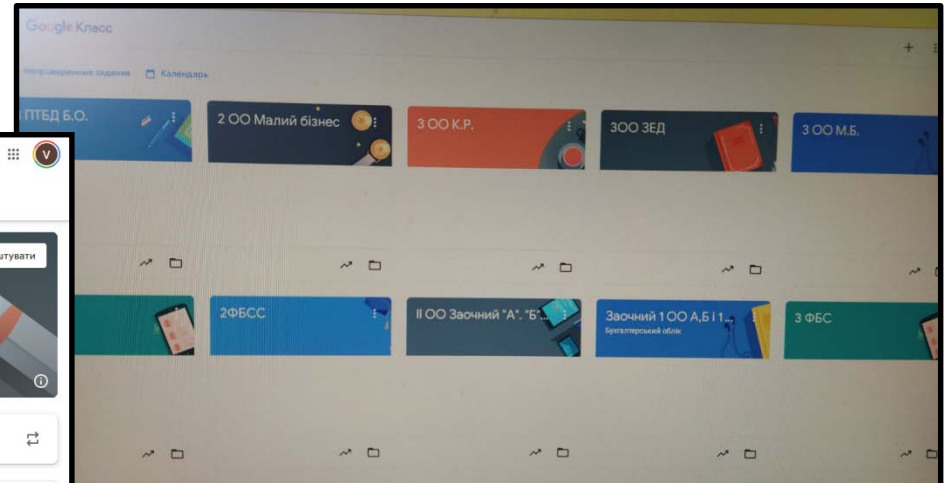 Google Класс
Календарь
ПТБД Б.О.
2 ОО Малий бізнес
3 ОО К.Р.
3ОО ЗЕД
3 ОО М.Б.
V
2ФБСС
ІІ ОО Заочний "А". "Б"...
Заочний 1 ОО А,Б і 1...
Бухгалтерський облік
3 ФБС